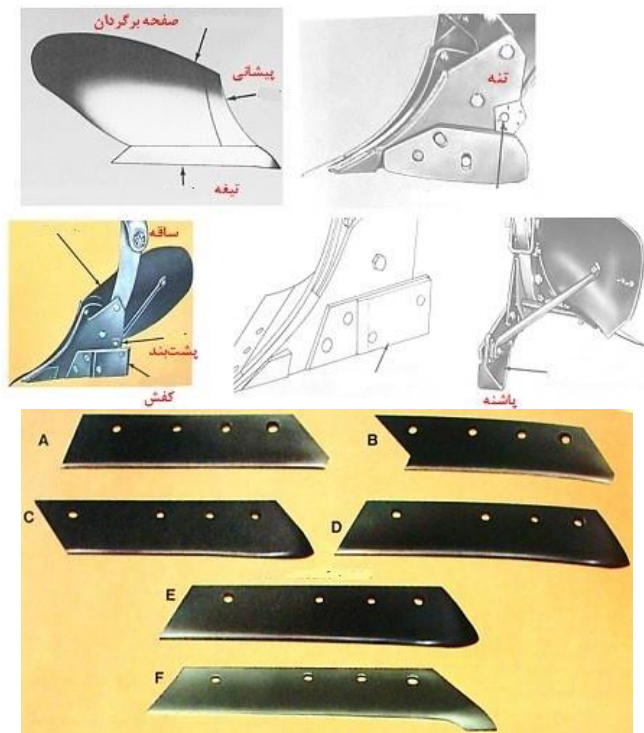 صفحه برگردان
پیشانی
تیغه
تنه
ساقه
پشت‌بند
کفش
پاشنه
A
B
C
D
E
F